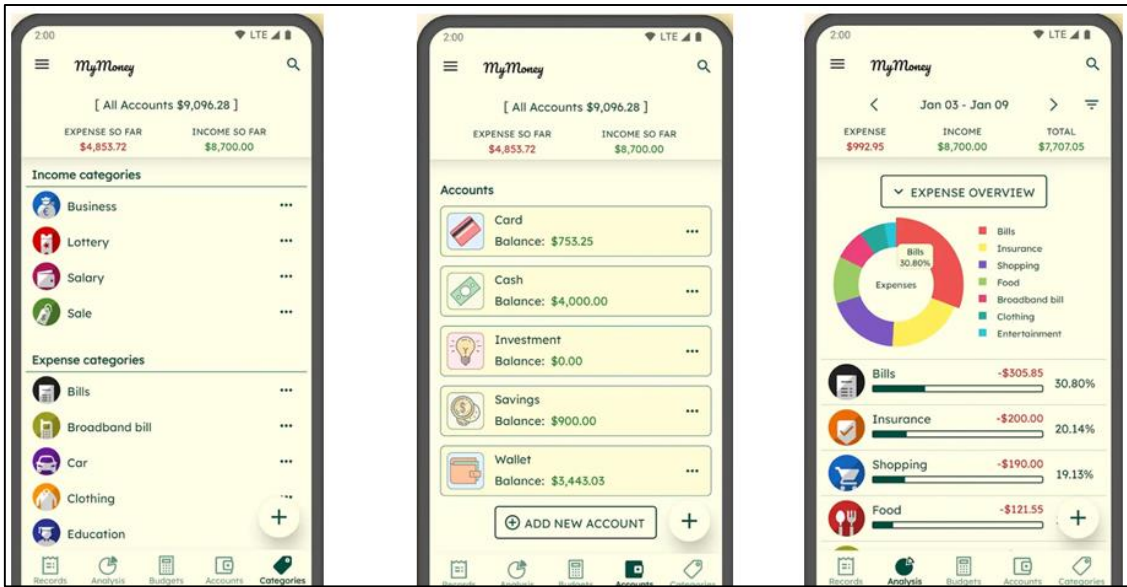 2:00 LTE
MyMoney
[ All Accounts $9,096.28 ]
EXPENSE SO FAR INCOME SO FAR
$4,853.72 $8,700.00
Income categories
Business
Lottery
Salary
Sale
Expense categories
Bills
Broadband bill
Car
Clothing
Education
Records Analysis Budgets Accounts Categories
2:00 LTE
MyMoney
[ All Accounts $9,096.28 ]
EXPENSE SO FAR INCOME SO FAR
$4,853.72 $8,700.00
Accounts
Card
Balance: $753.25
Cash
Balance: $4,000.00
Investment
Balance: $0.00
Savings
Balance: $900.00
Wallet
Balance: $3,443.03
ADD NEW ACCOUNT
Records Analysis Budgets Accounts Categories
2:00 LTE
MyMoney
Jan 03 - Jan 09
EXPENSE INCOME TOTAL
$992.95 $8,700.00 $7,707.05
EXPENSE OVERVIEW
Bills
30.80%
Expenses
Bills
Insurance
Shopping
Food
Broadband bill
Clothing
Entertainment
Bills -$305.85
30.80%
Insurance -$200.00
20.14%
Shopping -$190.00
19.13%
Food -$121.55
Records Analysis Budgets Accounts Categories